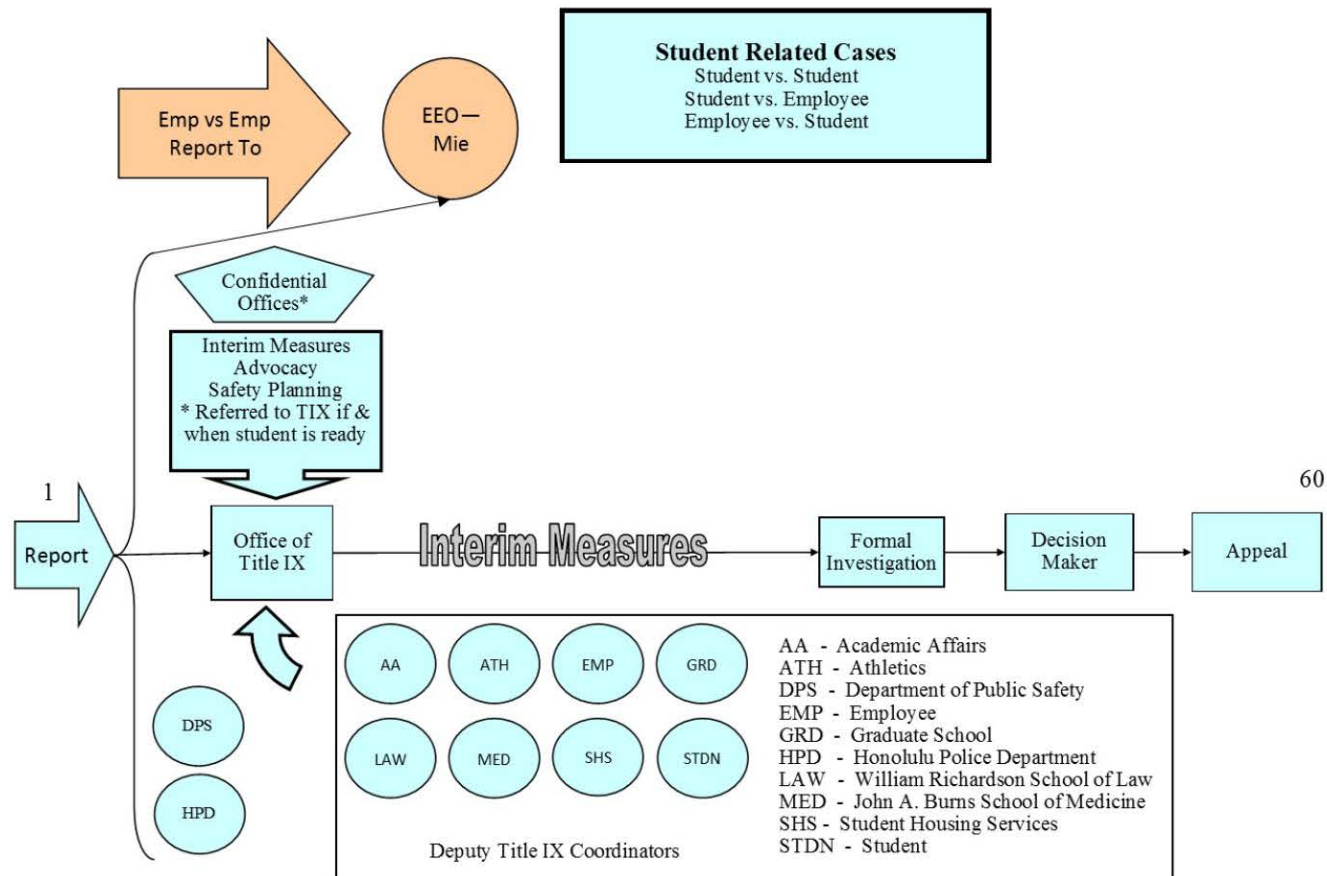 Student Related Cases
Student vs. Student
Student vs. Employee
Employee vs. Student
Emp vs Emp
Report To
EEO—
Mie
Confidential
Offices*
Interim Measures
Advocacy
Safety Planning
* Referred to TIX if &
when student is ready
1
60
Report
Office of
Title IX
Interim Measures
Formal
Investigation
Decision
Maker
Appeal
DPS
HPD
AA
ATH
EMP
GRD
LAW
MED
SHS
STDN
Deputy Title IX Coordinators
AA - Academic Affairs
ATH - Athletics
DPS - Department of Public Safety
EMP - Employee
GRD - Graduate School
HPD - Honolulu Police Department
LAW - William Richardson School of Law
MED - John A. Burns School of Medicine
SHS - Student Housing Services
STDN - Student